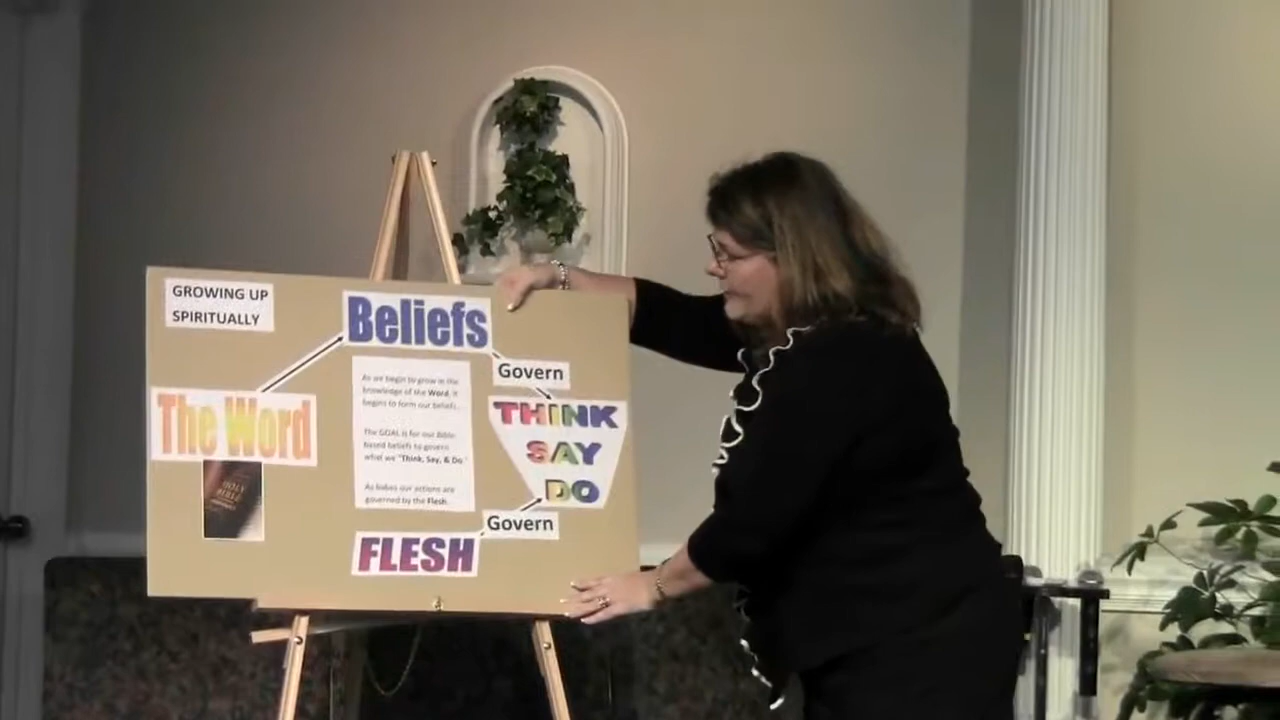 GROWING UP
SPIRITUALLY
Beliefs
Govern
The Word
HOLY
BIBLE
As we begin to grow in the
knowledge of the Word, it
begins to form our beliefs.
The GOAL is for our Bible
based beliefs to govern
what we "Think, Say, & Do."
As babes our actions are
governed by the Flesh.
THINK
SAY
DO
Govern
FLESH